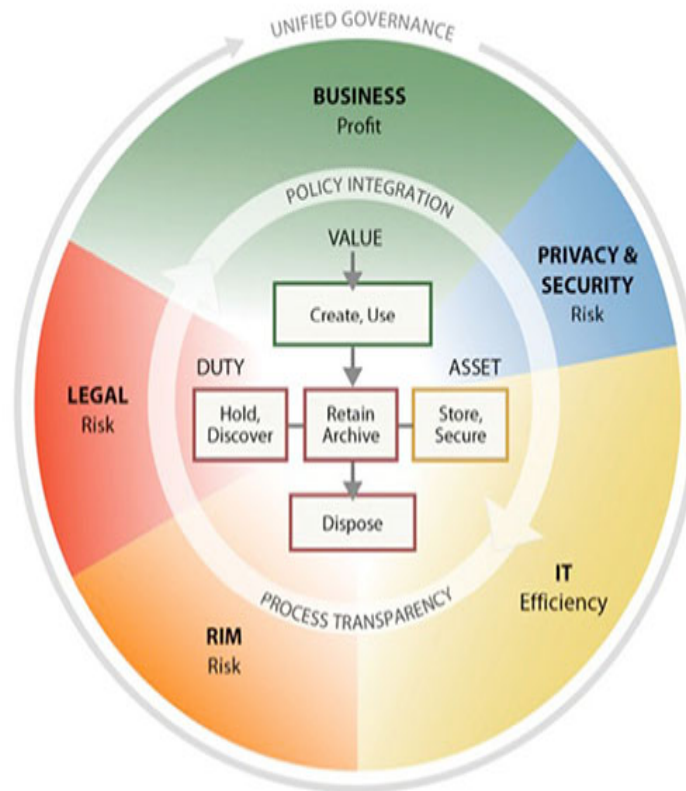 UNIFIED GOVERNANCE
BUSINESS
Profit
POLICY INTEGRATION
VALUE
PRIVACY &
SECURITY
Risk
Create, Use
DUTY
ASSET
LEGAL
Risk
Hold,
Discover
Retain
Archive
Store,
Secure
Dispose
IT
Efficiency
PROCESS TRANSPARENCY
RIM
Risk